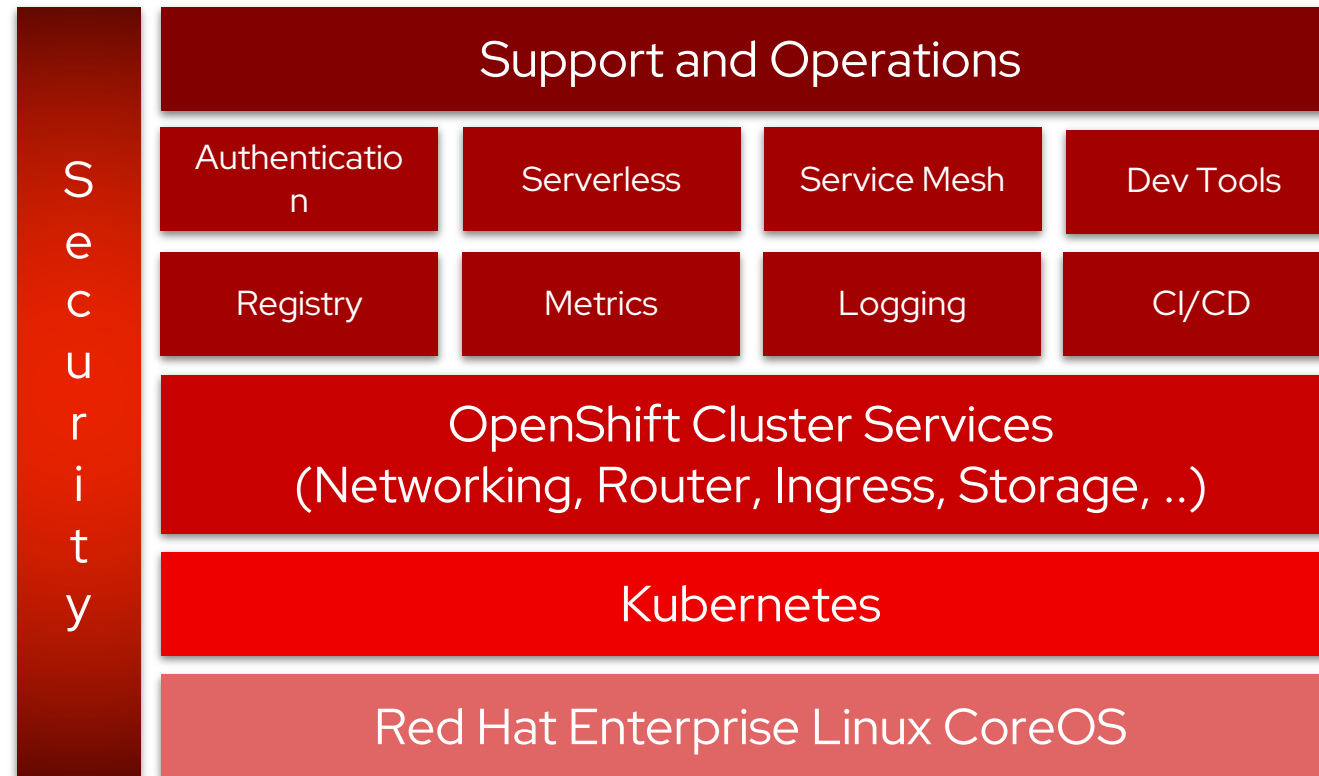 Security
Support and Operations
Authenticatio
n
Serverless
Service Mesh
Dev Tools
Registry
Metrics
Logging
CI/CD
OpenShift Cluster Services
(Networking, Router, Ingress, Storage, ..)
Kubernetes
Red Hat Enterprise Linux CoreOS